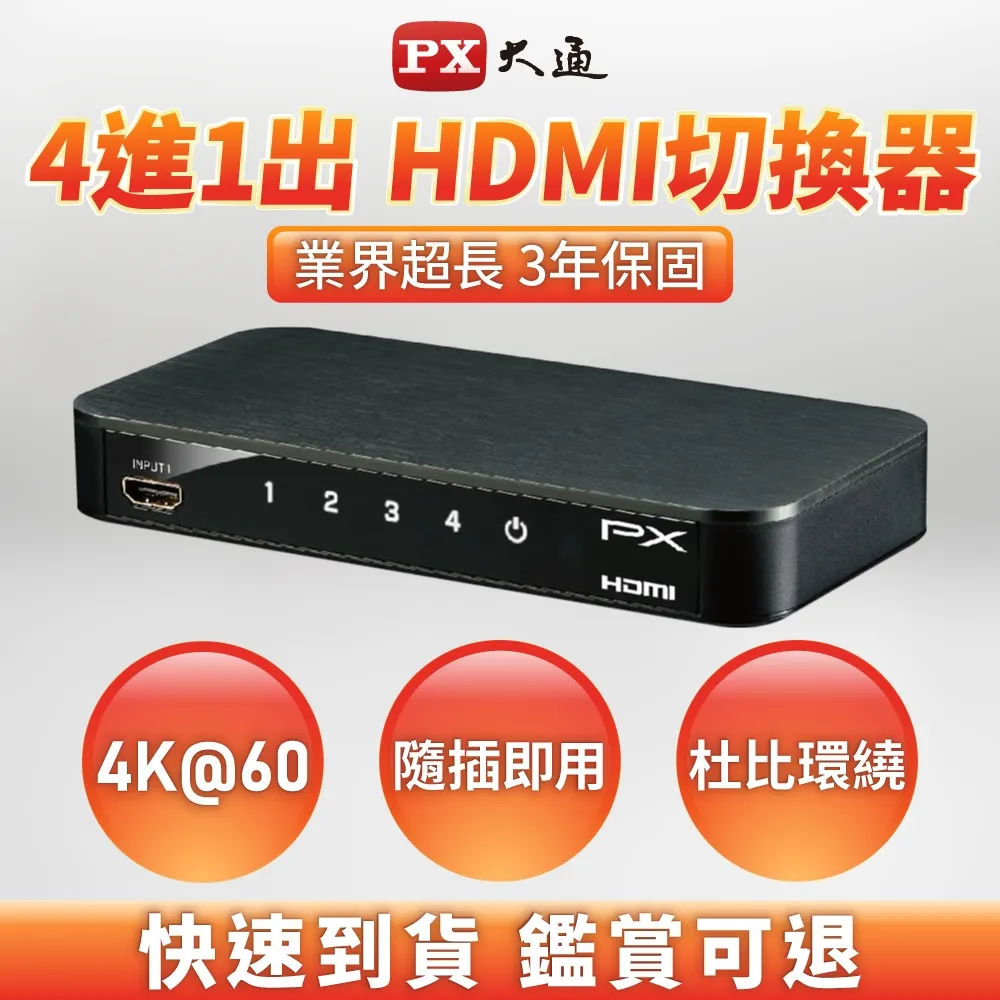 PX大通
4進1出 HDMI切換器
業界超長 3年保固
INPUT1
1 2 3 4
PX
HDMI
4K@60
隨插即用
杜比環繞
快速到貨 鑑賞可退